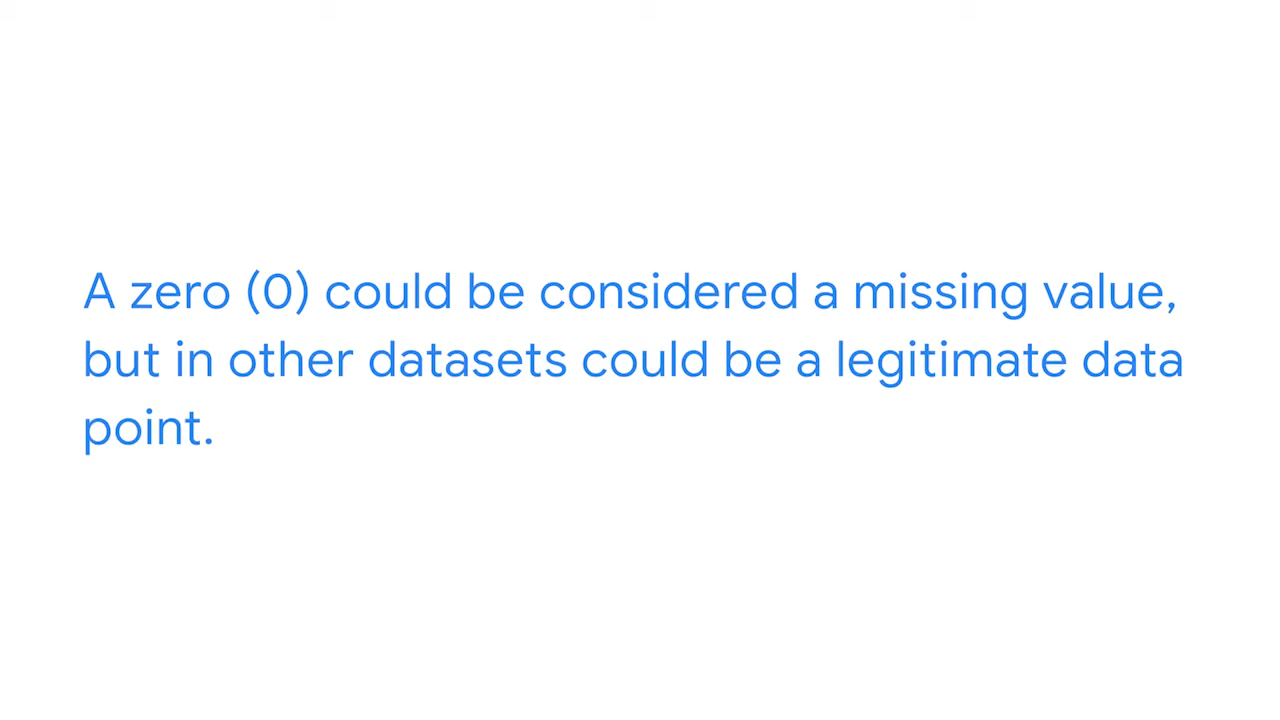 A zero (0) could be considered a missing value,
but in other datasets could be a legitimate data
point.